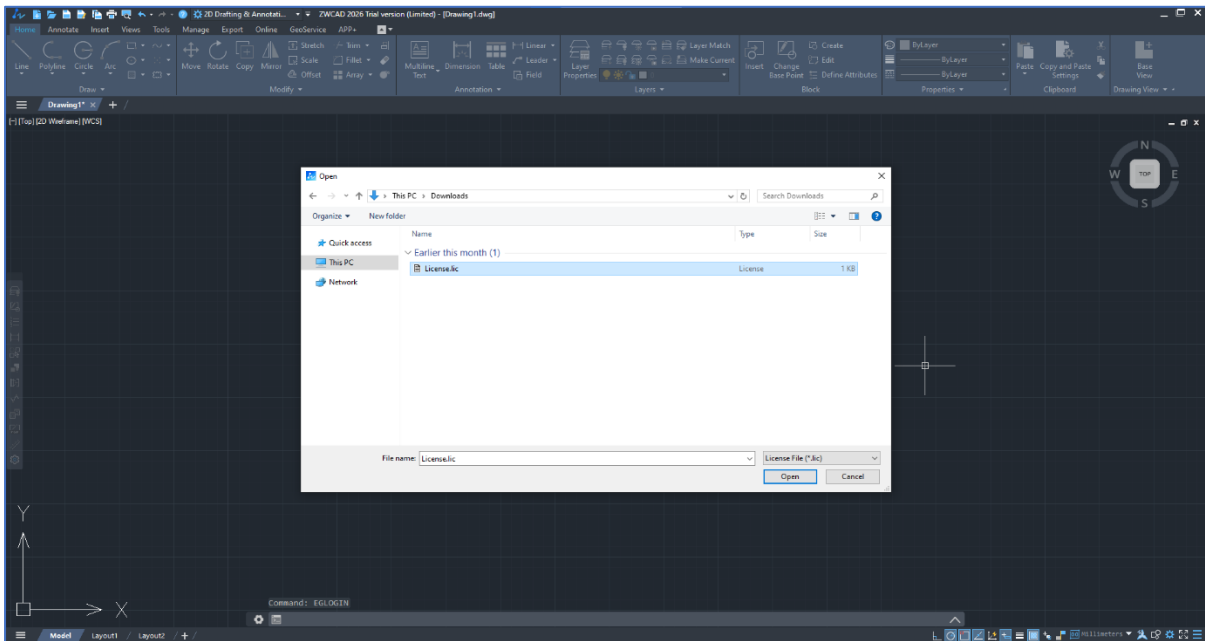 2D Drafting & Annotati... ZWCAD 2026 Trial version (Limited) - [Drawing1.dwg]
Home Annotate Insert Views Tools Manage Export Online GeoService APP+
Stretch Trim Linear Layer Match Create ByLayer
Line Polyline Circle Arc Move Rotate Copy Mirror Scale Fillet Multiline Text Dimension Table Leader Layer Properties Make Current Insert Change Base Point Edit ByLayer Paste Copy and Paste Settings Base View
Offset Array Field Define Attributes ByLayer
Draw Modify Annotation Layers Block Properties Clipboard Drawing View
Drawing1*
[-] [Top] [2D Wireframe] [WCS]
N
W TOP E
S
Open
This PC > Downloads Search Downloads
Organize New folder
Name Type Size
Quick access
Earlier this month (1)
This PC
License.lic License 1 KB
Network
File name: License.lic License File (*.lic)
Open Cancel
Y
X
Command: EGLOGIN
Model Layout1 Layout2 Millimeters